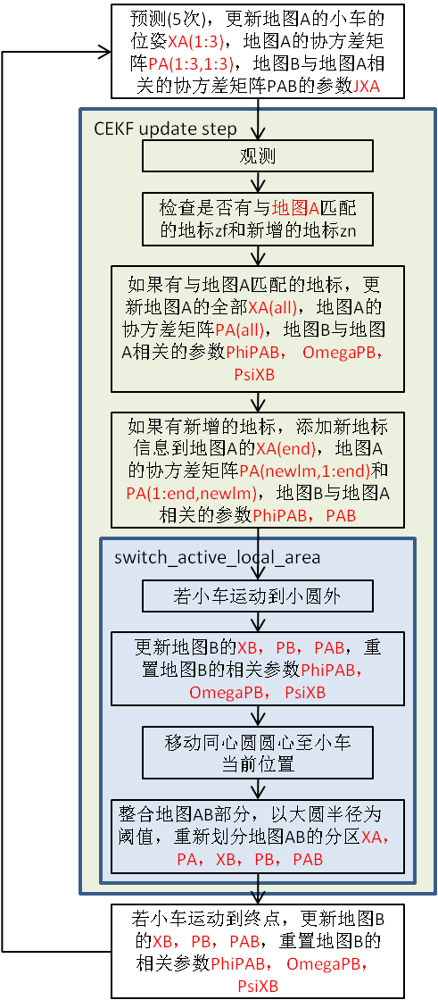 预测(5次)，更新地图A的小车的
位姿XA(1:3)，地图A的协方差矩
阵PA(1:3,1:3)，地图B与地图A相
关的协方差矩阵PAB的参数JXA
CEKF update step
观测
检查是否有与地图A匹配
的地标zf和新增的地标zn
如果有与地图A匹配的地标，更
新地图A的全部XA(all)，地图A的
协方差矩阵PA(all)，地图B与地图
A相关的参数PhiPAB， OmegaPB，
PsiXB
如果有新增的地标，添加新地标
信息到地图A的XA(end)，地图A
的协方差矩阵PA(newlm,1:end)和
PA(1:end,newlm)，地图B与地图A
相关的参数PhiPAB，PAB
switch_active_local_area
若小车运动到小圆外
更新地图B的XB，PB，PAB，重
置地图B的相关参数PhiPAB，
OmegaPB， PsiXB
移动同心圆圆心至小车
当前位置
整合地图AB部分，以大圆半径为
阈值，重新划分地图AB的分区XA，
PA，XB，PB，PAB
若小车运动到终点，更新地图B
的XB，PB，PAB，重置地图B的
相关参数PhiPAB， OmegaPB，
PsiXB